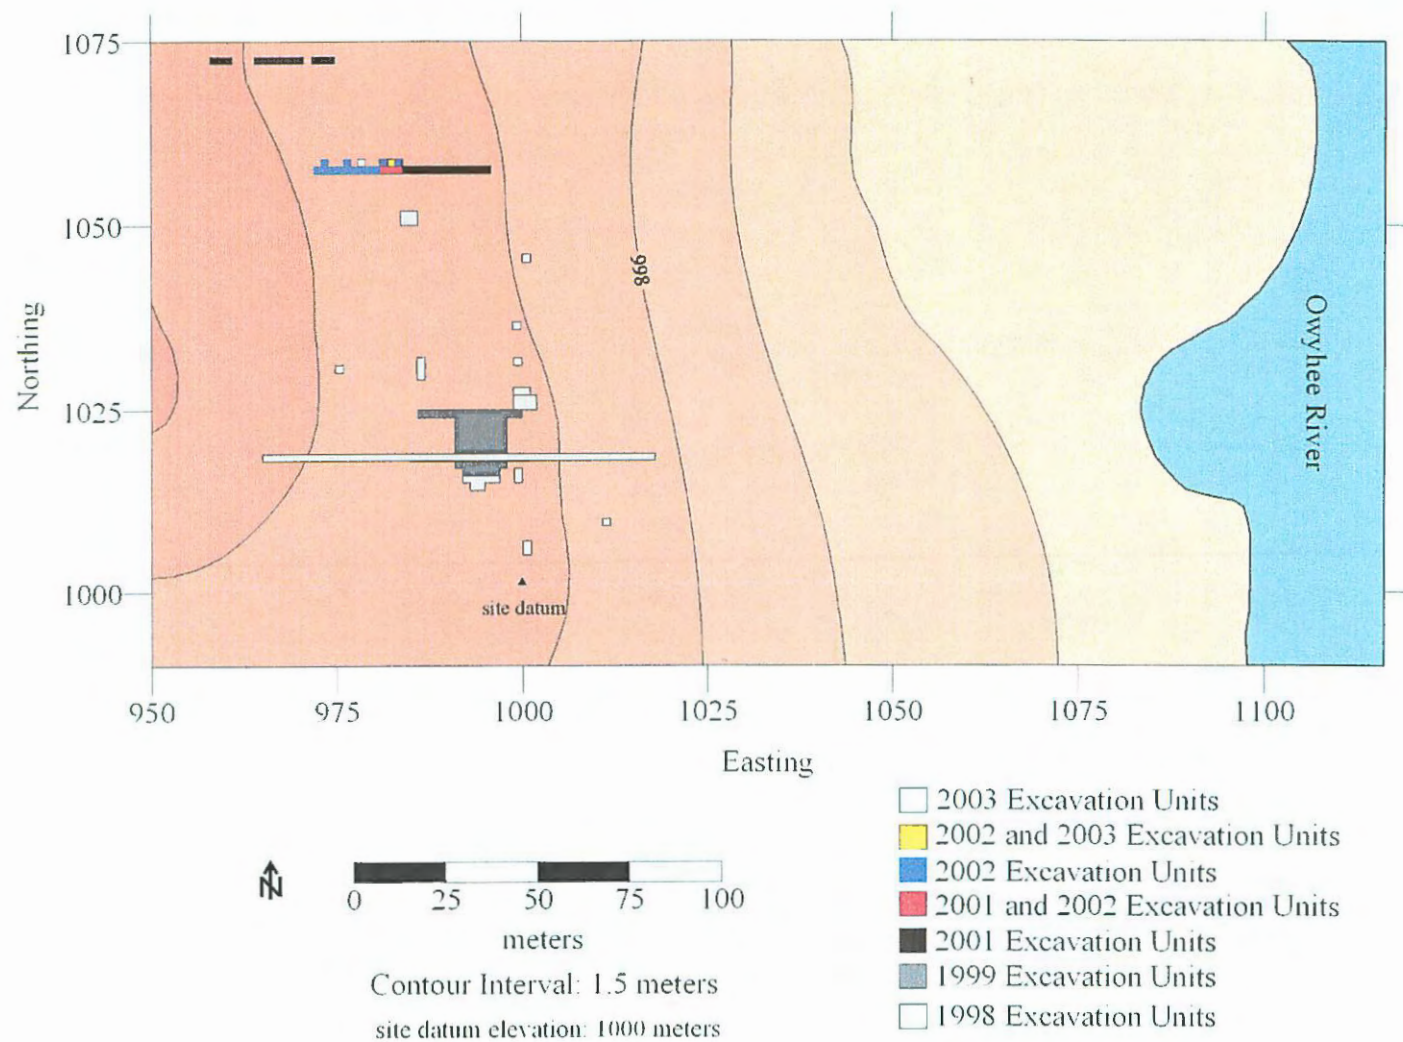 1075
1050
Northing
1025
1000
998
Owyhee River
site datum
950 975 1000 1025 1050 1075 1100
Easting
2003 Excavation Units
2002 and 2003 Excavation Units
2002 Excavation Units
2001 and 2002 Excavation Units
2001 Excavation Units
1999 Excavation Units
1998 Excavation Units
N
0 25 50 75 100
meters
Contour Interval: 1.5 meters
site datum elevation: 1000 meters